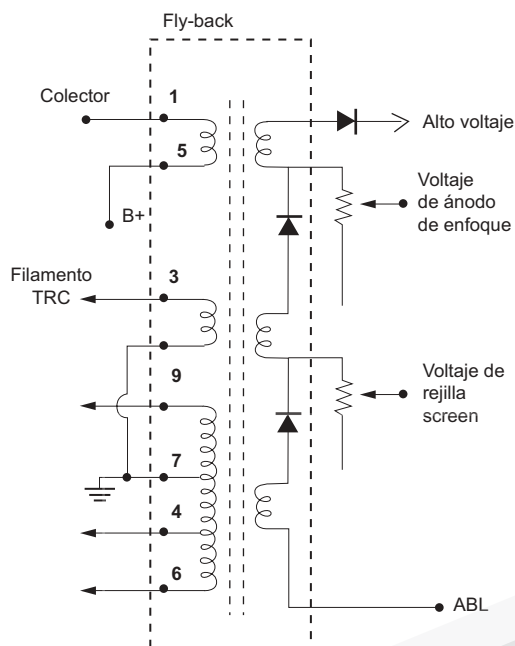 Fly-back
Colector
1
5
B+
Alto voltaje
Voltaje
de ánodo
de enfoque
Filamento
TRC
3
9
7
4
6
Voltaje de
rejilla
screen
ABL